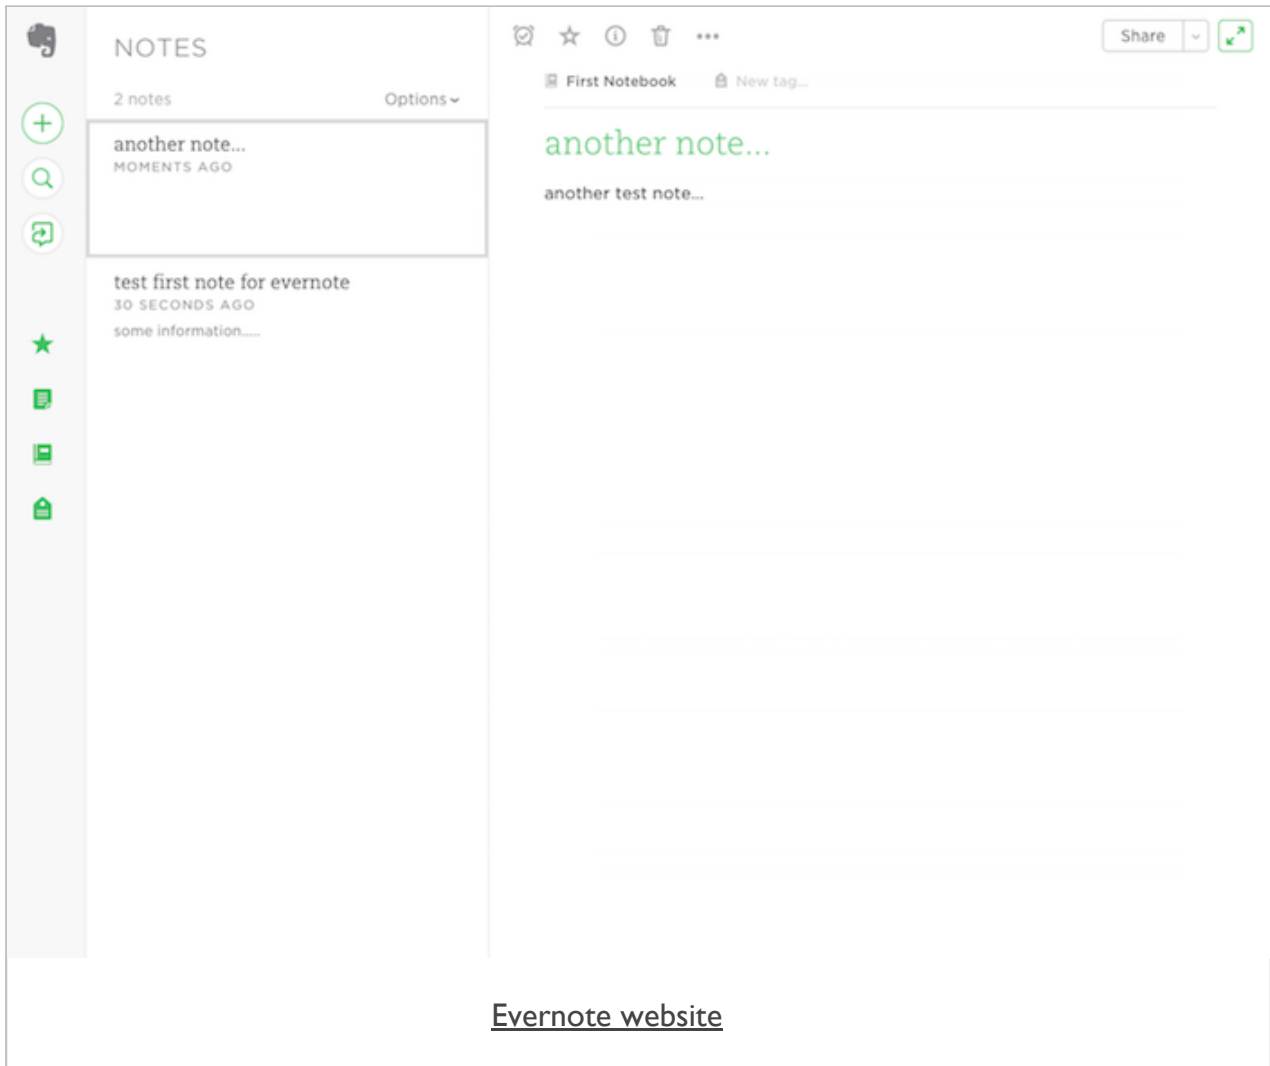 NOTES
2 notes
Options
another note...
MOMENTS AGO
test first note for evernote
30 SECONDS AGO
some information.....
Share
First Notebook
New tag...
another note...
another test note...
Evernote website